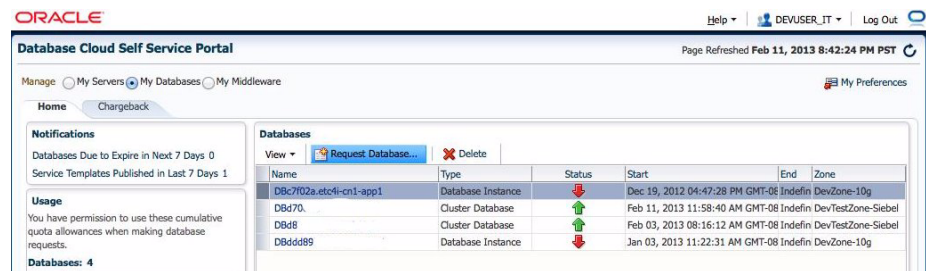 ORACLE
Help DEVUSER_IT Log Out
Database Cloud Self Service Portal
Page Refreshed Feb 11, 2013 8:42:24 PM PST
Manage My Servers My Databases My Middleware
My Preferences
Home Chargeback
Notifications
Databases Due to Expire in Next 7 Days 0
Service Templates Published in Last 7 Days 1
Usage
You have permission to use these cumulative
quota allowances when making database
requests.
Databases: 4
Databases
View Request Database... Delete
Name Type Status Start End Zone
DBc7f02a.etc4i-cn1-app1 Database Instance Dec 19, 2012 04:47:28 PM GMT-08 Indefin DevZone-10g
DBd70. Cluster Database Feb 11, 2013 11:58:40 AM GMT-08 Indefin DevTestZone-Siebel
DBd8 Cluster Database Feb 03, 2013 08:16:12 AM GMT-08 Indefin DevTestZone-Siebel
DBddd89 Database Instance Jan 03, 2013 11:22:31 AM GMT-08 Indefin DevZone-10g